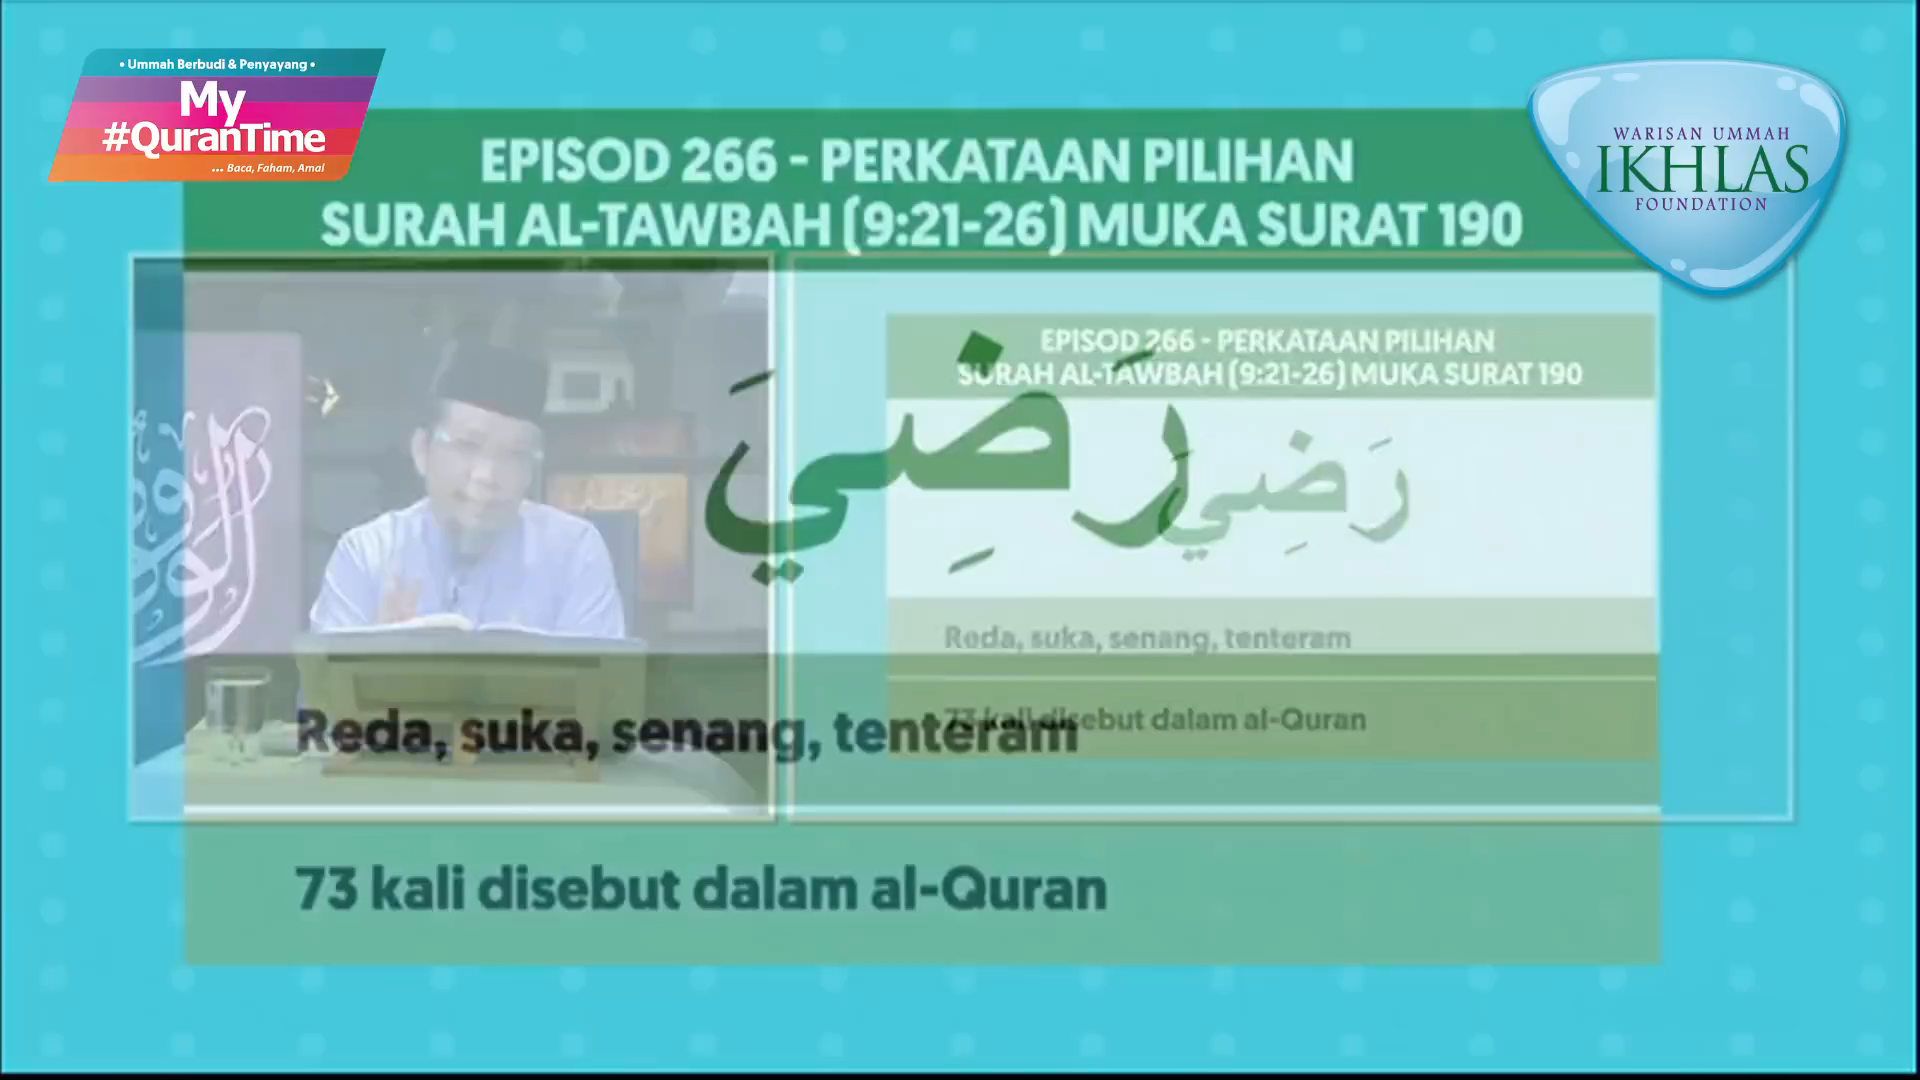 • Ummah Berbudi & Penyayang •
My
#QuranTime
... Baca, Faham, Amal
WARISAN UMMAH
IKHLAS
FOUNDATION
EPISOD 266 - PERKATAAN PILIHAN
SURAH AL-TAWBAH (9:21-26) MUKA SURAT 190
رَضِيَ
Reda, suka, senang, tenteram
73 kali disebut dalam al-Quran
EPISOD 266 - PERKATAAN PILIHAN
SURAH AL-TAWBAH (9:21-26) MUKA SURAT 190
رَضِيَ
Reda, suka, senang, tenteram
73 kali disebut dalam al-Quran